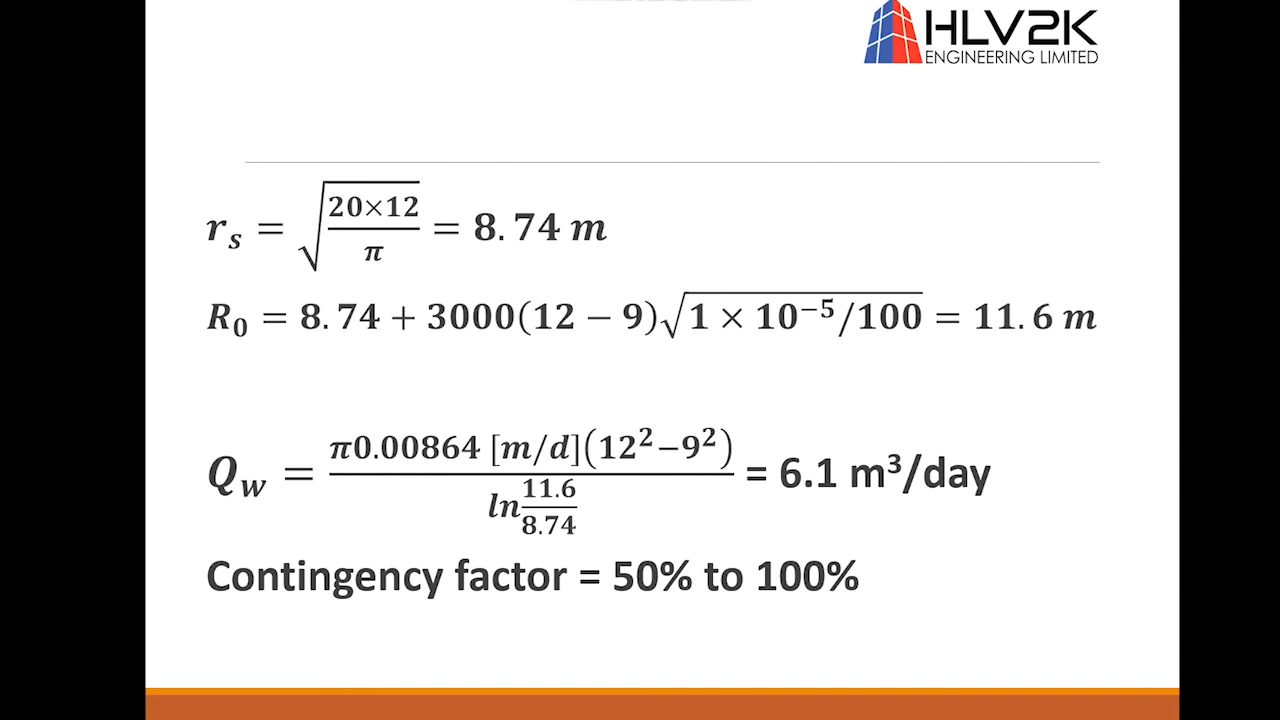 HLV2K
ENGINEERING LIMITED
r_s = √(20×12/π) = 8.74 m
R_0 = 8.74 + 3000(12 − 9)√(1 × 10^−5/100) = 11.6 m
Q_w = π0.00864 [m/d](12^2−9^2) / ln(11.6/8.74) = 6.1 m³/day
Contingency factor = 50% to 100%